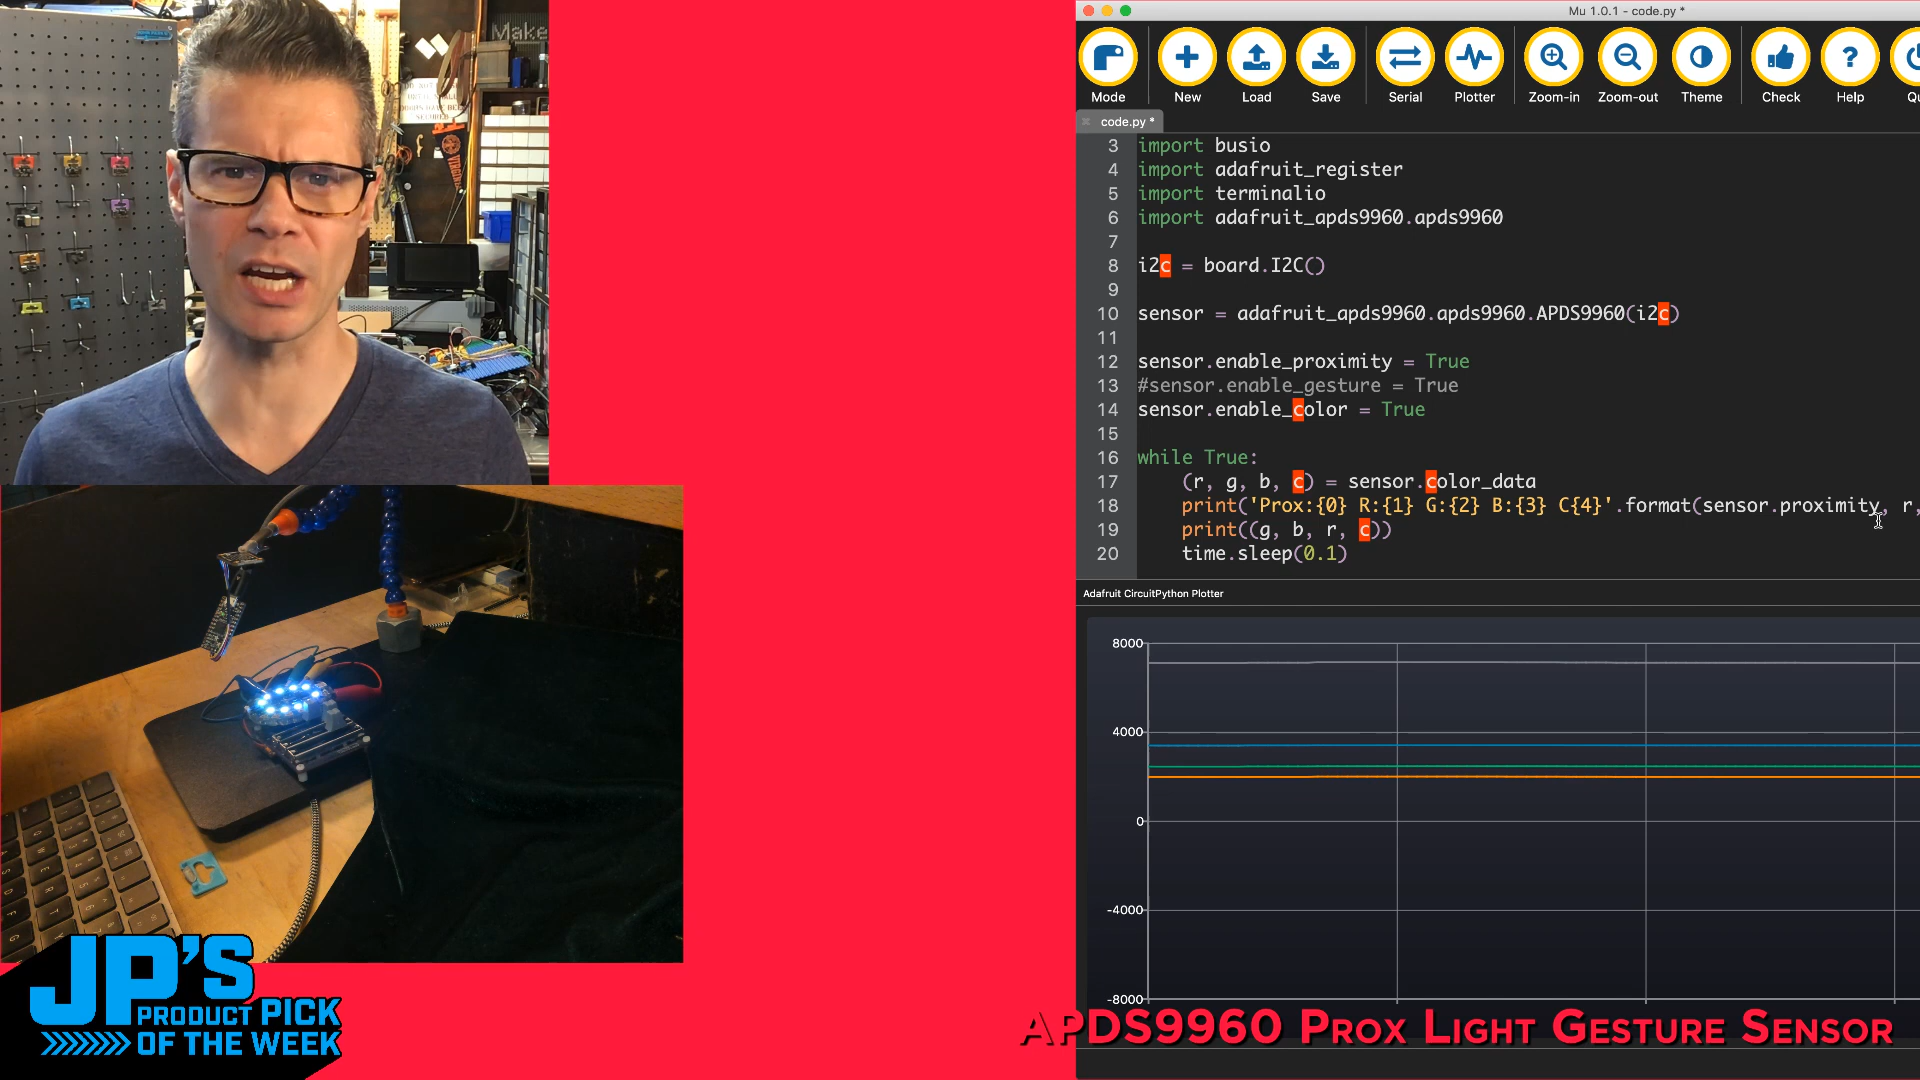 Make
VIRGINIA
JP'S
PRODUCT PICK
OF THE WEEK
Mu 1.0.1 - code.py *
Mode New Load Save Serial Plotter Zoom-in Zoom-out Theme Check Help
code.py *
3 import busio
4 import adafruit_register
5 import terminalio
6 import adafruit_apds9960.apds9960
7
8 i2c = board.I2C()
9
10 sensor = adafruit_apds9960.apds9960.APDS9960(i2c)
11
12 sensor.enable_proximity = True
13 #sensor.enable_gesture = True
14 sensor.enable_color = True
15
16 while True:
17 (r, g, b, c) = sensor.color_data
18 print('Prox:{0} R:{1} G:{2} B:{3} C{4}'.format(sensor.proximity, r,
19 print((g, b, r, c))
20 time.sleep(0.1)
Adafruit CircuitPython Plotter
8000
4000
0
-4000
-8000
APDS9960 Prox Light Gesture Sensor